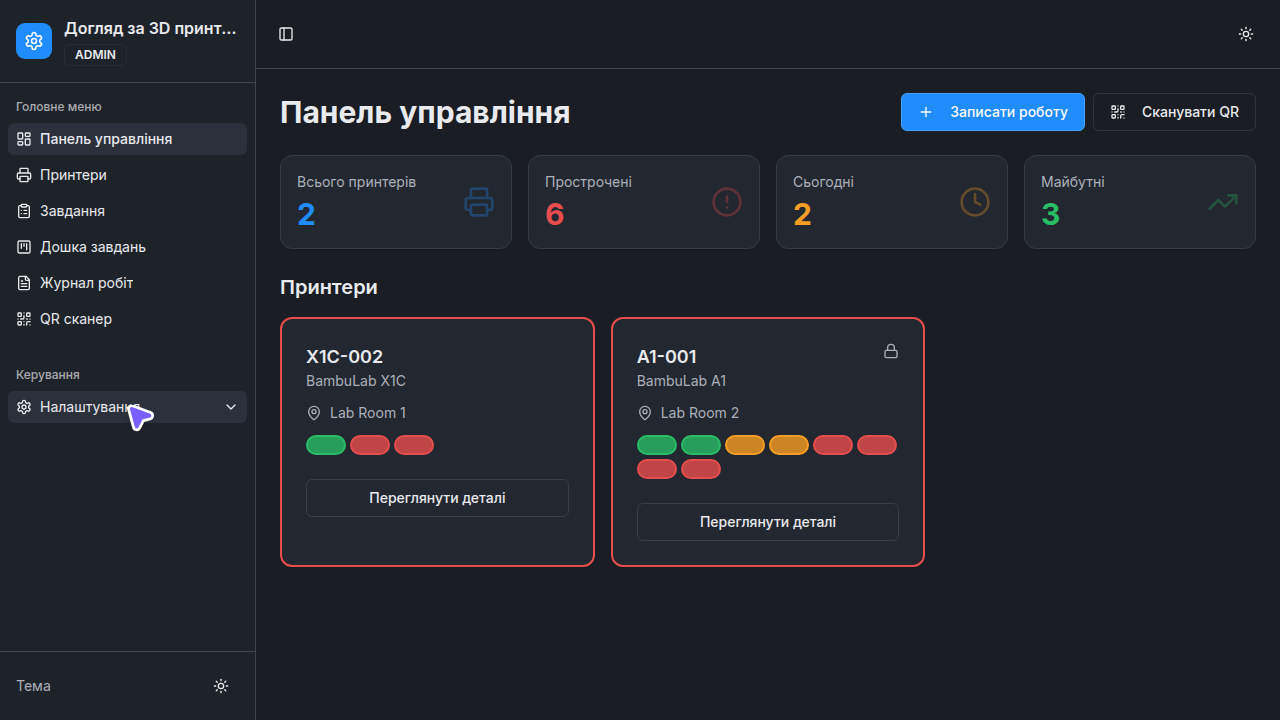 Догляд за 3D принт...
ADMIN
Головне меню
Панель управління
Принтери
Завдання
Дошка завдань
Журнал робіт
QR сканер
Керування
Налаштування
Тема
Панель управління
Записати роботу
Сканувати QR
Всього принтерів
2
Прострочені
6
Сьогодні
2
Майбутні
3
Принтери
X1C-002
BambuLab X1C
Lab Room 1
Переглянути деталі
A1-001
BambuLab A1
Lab Room 2
Переглянути деталі